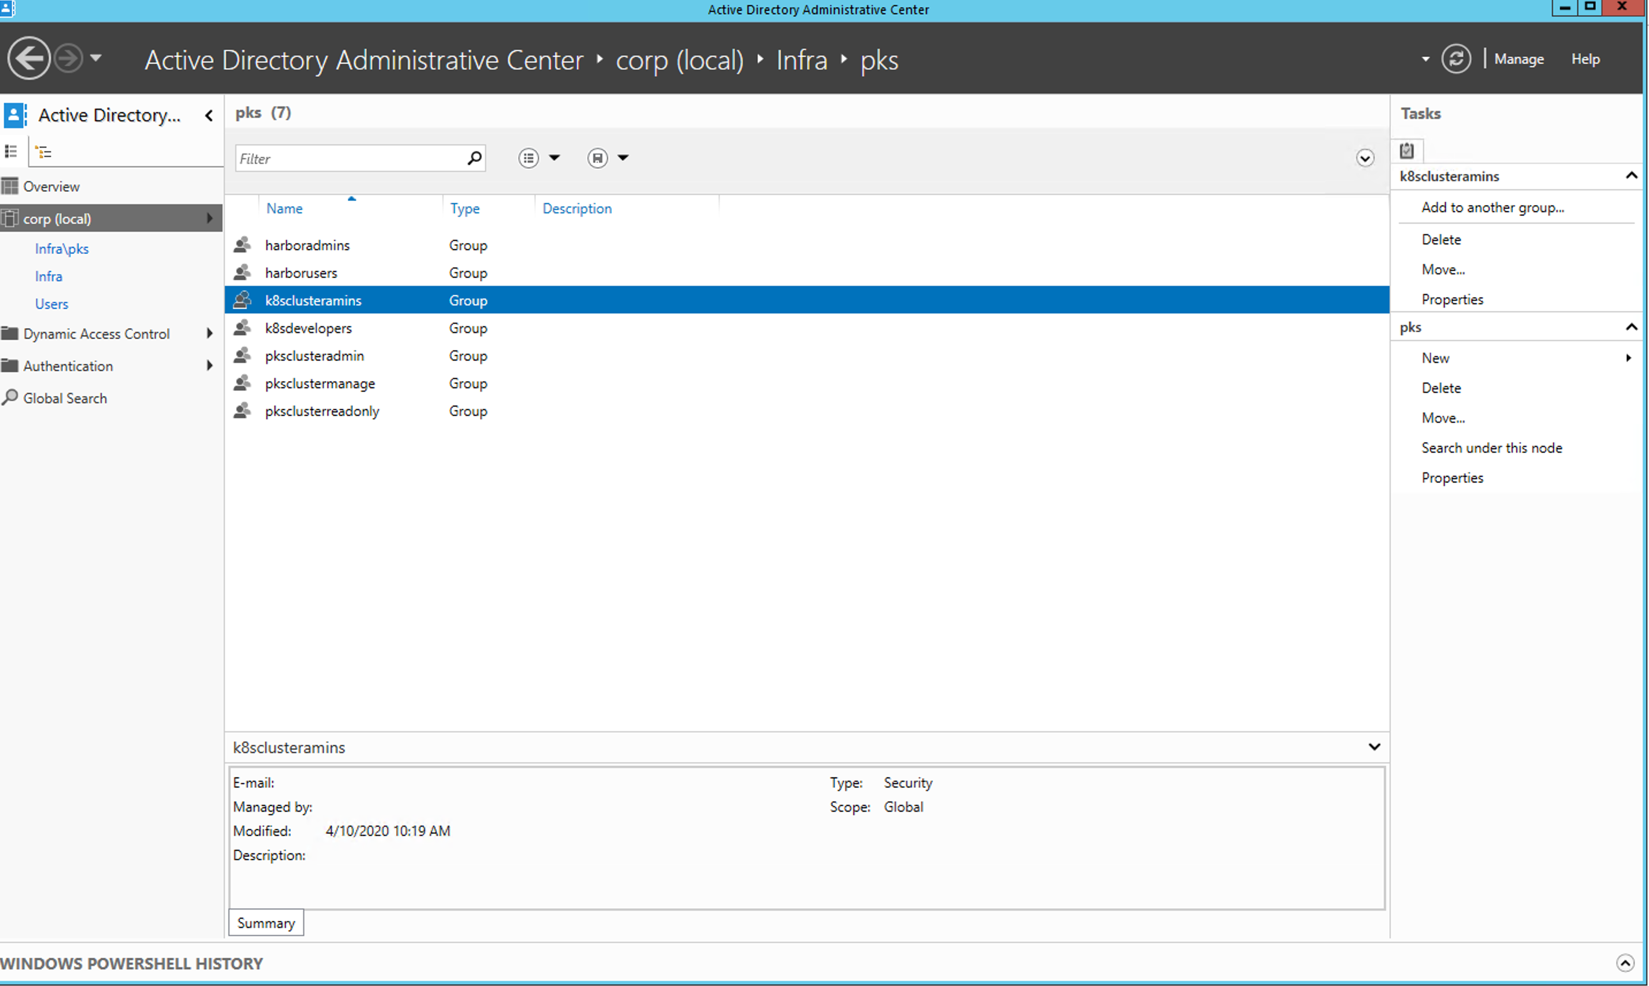 Active Directory Administrative Center
Active Directory Administrative Center ‣ corp (local) ‣ Infra ‣ pks
Manage
Help
Active Directory...
Overview
corp (local)
Infra\pks
Infra
Users
Dynamic Access Control
Authentication
Global Search
pks (7)
Filter
Name Type Description
harboradmins Group
harborusers Group
k8sclusteramins Group
k8sdevelopers Group
pksclusteradmin Group
pksclustermanage Group
pksclusterreadonly Group
k8sclusteramins
E-mail:
Managed by:
Modified: 4/10/2020 10:19 AM
Description:
Type: Security
Scope: Global
Summary
Tasks
k8sclusteramins
Add to another group...
Delete
Move...
Properties
pks
New
Delete
Move...
Search under this node
Properties
WINDOWS POWERSHELL HISTORY